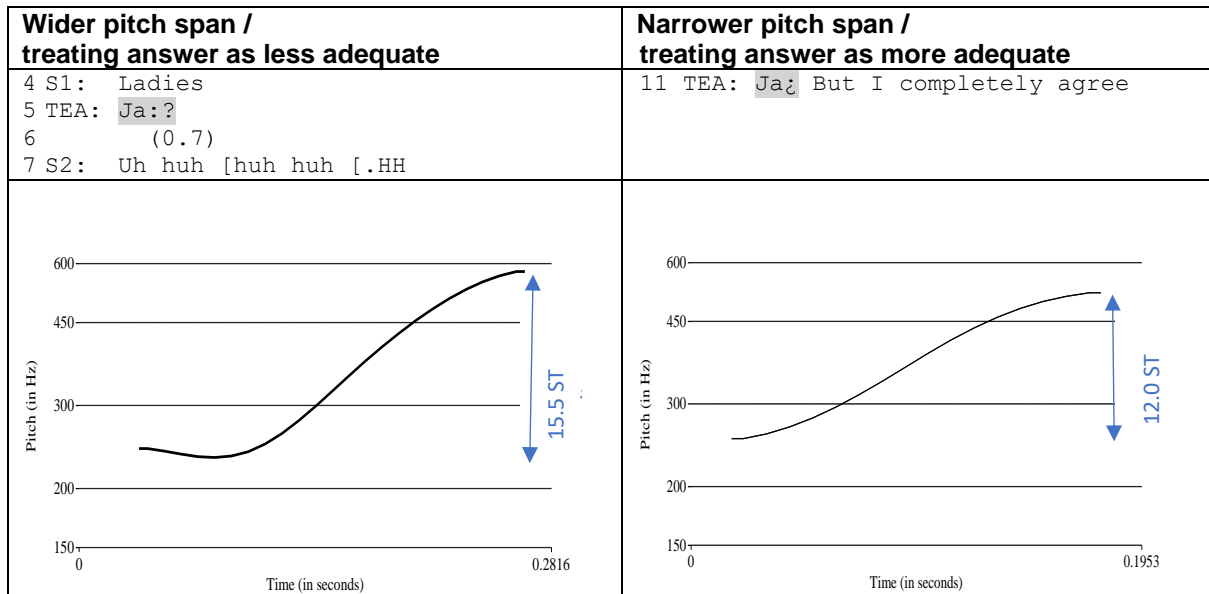 Wider pitch span /
treating answer as less adequate
4 S1: Ladies
5 TEA: Ja:?
6 (0.7)
7 S2: Uh huh [huh huh [.HH
Narrower pitch span /
treating answer as more adequate
11 TEA: Ja¿ But I completely agree
600
450
300
200
150
Pitch (in Hz)
15.5 ST
0
0.2816
Time (in seconds)
600
450
300
200
150
Pitch (in Hz)
12.0 ST
0
0.1953
Time (in seconds)